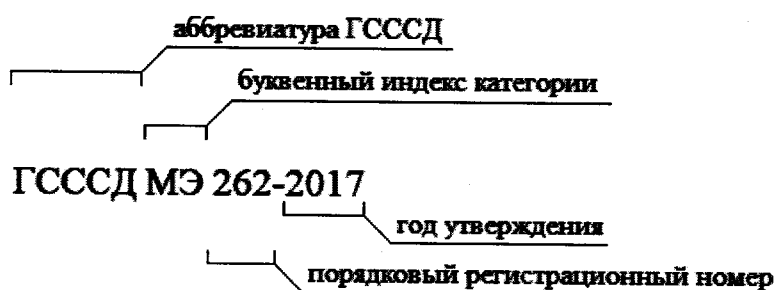 аббревиатура ГСССД
буквенный индекс категории
ГСССД МЭ 262-2017
год утверждения
порядковый регистрационный номер